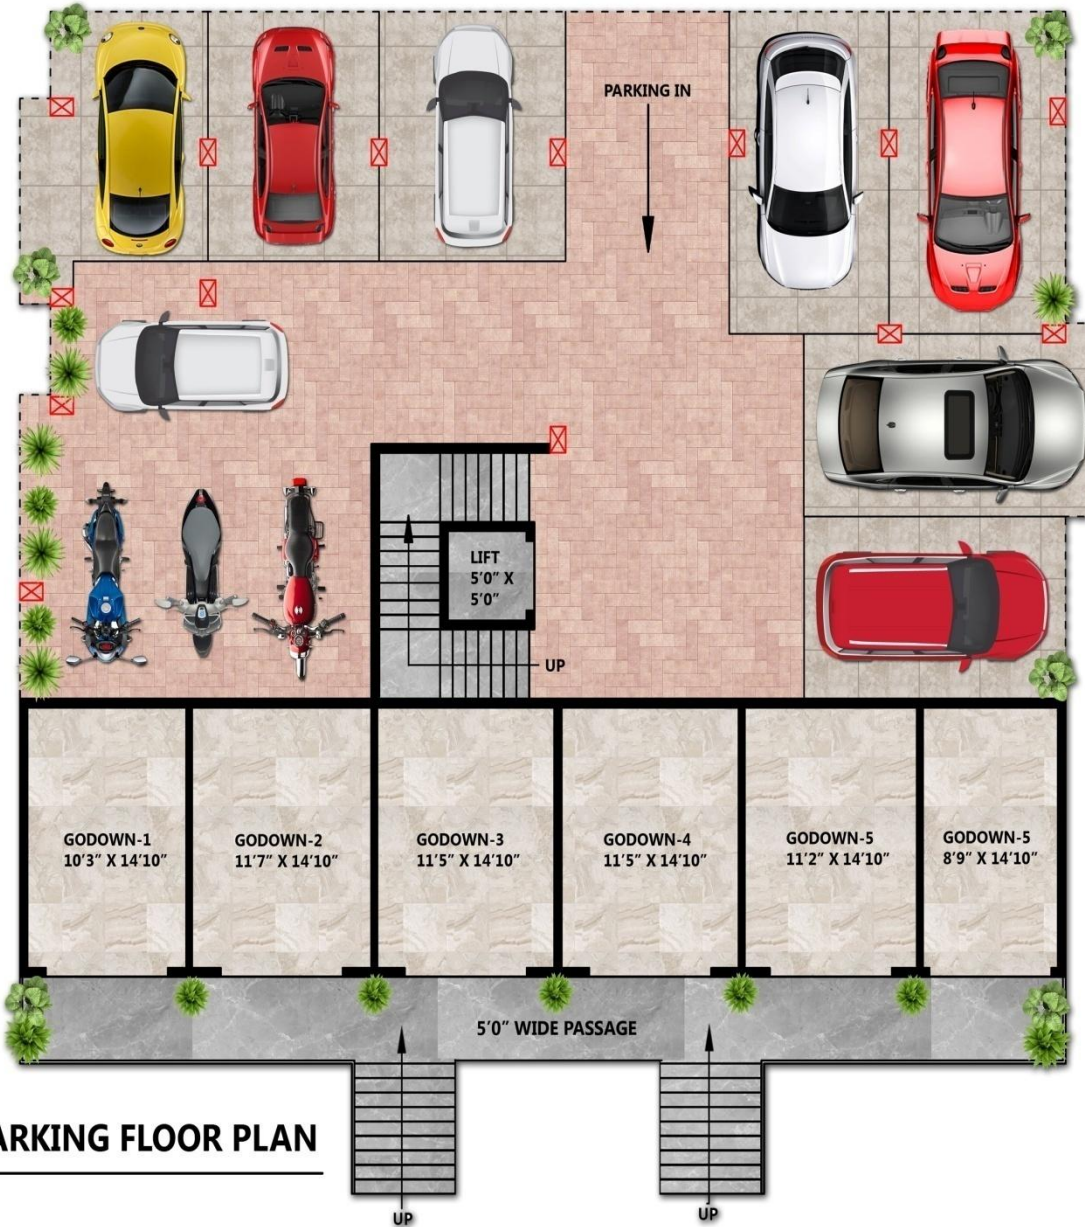 PARKING IN
LIFT
5'0" X
5'0"
UP
GODOWN-1
10'3" X 14'10"
GODOWN-2
11'7" X 14'10"
GODOWN-3
11'5" X 14'10"
GODOWN-4
11'5" X 14'10"
GODOWN-5
11'2" X 14'10"
GODOWN-5
8'9" X 14'10"
5'0" WIDE PASSAGE
ARKING FLOOR PLAN
UP
UP